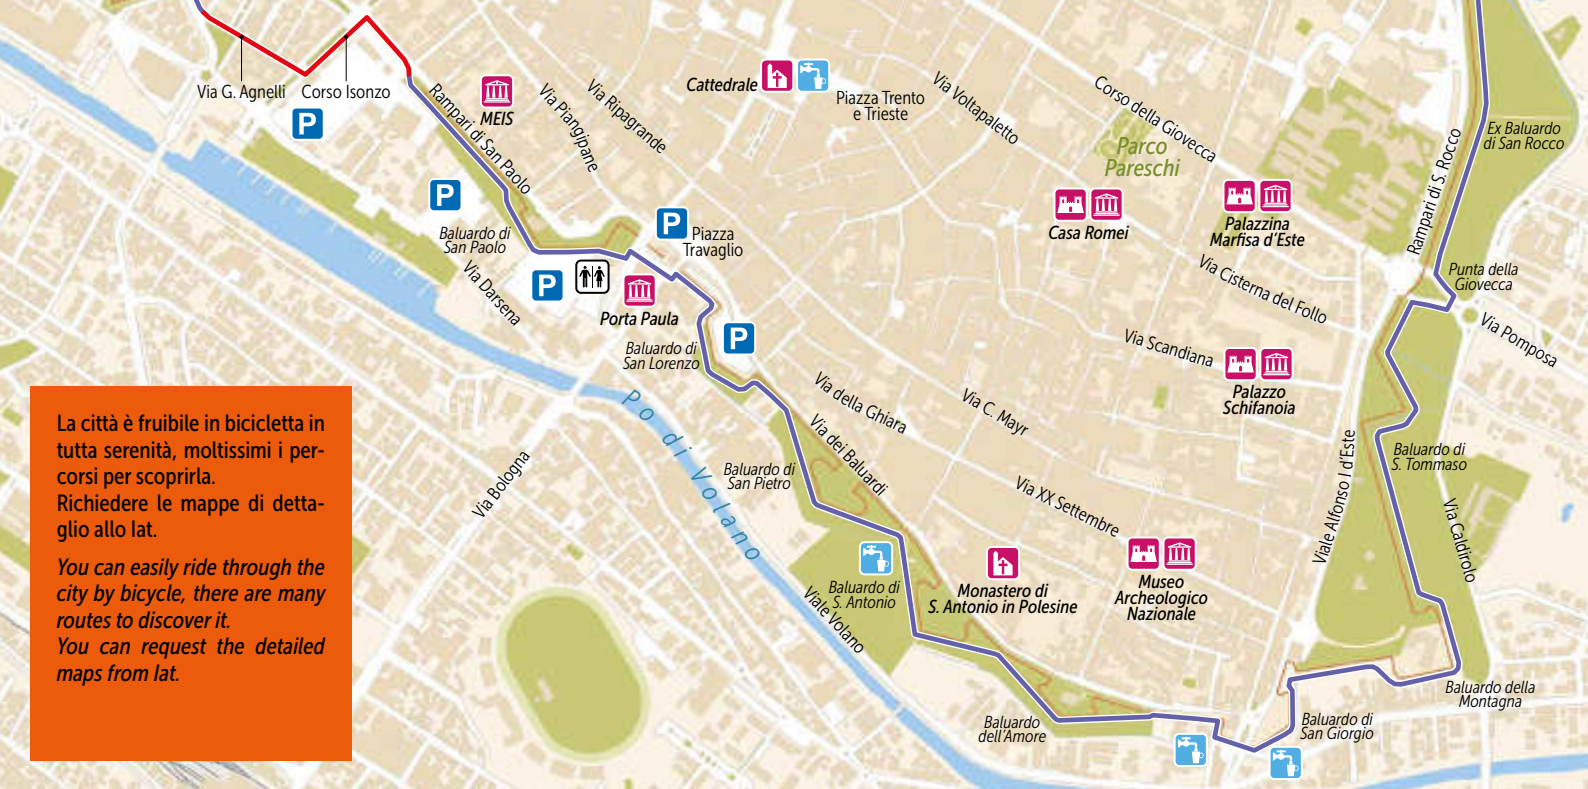 Via G. Agnelli
Corso Isonzo
P
Rampari di San Paolo
MEIS
Via Piangipane
Via Ripagrande
Cattedrale
Piazza Trento
e Trieste
Via Voltapaletto
Corso della Giovecca
Parco
Pareschi
Casa Romei
Palazzina
Marfisa d'Este
Rampari di S. Rocco
Ex Baluardo
di San Rocco
P
Baluardo di
San Paolo
Via Darsena
P
Piazza
Travaglio
P
Porta Paula
Baluardo di
San Lorenzo
P
Via Cisterna del Follo
Punta della
Giovecca
Via Pomposa
Via Scandiana
Palazzo
Schifanoia
Via della Ghiara
Via C. Mayr
Via dei Baluardi
Po di Volano
Via Bologna
Baluardo di
San Pietro
Via XX Settembre
Viale Alfonso I d'Este
Baluardo di
S. Tommaso
Via Caldirolo
Baluardo di
S. Antonio
Viale Volano
Monastero di
S. Antonio in Polesine
Museo
Archeologico
Nazionale
Baluardo
dell'Amore
Baluardo di
San Giorgio
Baluardo della
Montagna
La città è fruibile in bicicletta in
tutta serenità, moltissimi i per-
corsi per scoprirla.
Richiedere le mappe di detta-
glio allo lat.
You can easily ride through the
city by bicycle, there are many
routes to discover it.
You can request the detailed
maps from lat.